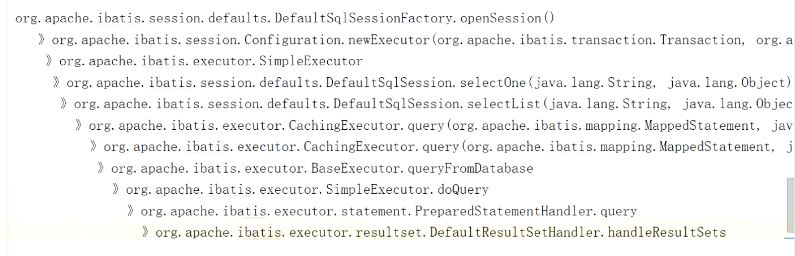 org.apache.ibatis.session.defaults.DefaultSqlSessionFactory.openSession()
》org.apache.ibatis.session.Configuration.newExecutor(org.apache.ibatis.transaction.Transaction, org.a
》org.apache.ibatis.executor.SimpleExecutor
》org.apache.ibatis.session.defaults.DefaultSqlSession.selectOne(java.lang.String, java.lang.Object)
》org.apache.ibatis.session.defaults.DefaultSqlSession.selectList(java.lang.String, java.lang.Objec
》org.apache.ibatis.executor.CachingExecutor.query(org.apache.ibatis.mapping.MappedStatement, jav
》org.apache.ibatis.executor.CachingExecutor.query(org.apache.ibatis.mapping.MappedStatement, j
》org.apache.ibatis.executor.BaseExecutor.queryFromDatabase
》org.apache.ibatis.executor.SimpleExecutor.doQuery
》org.apache.ibatis.executor.statement.PreparedStatementHandler.query
》org.apache.ibatis.executor.resultset.DefaultResultSetHandler.handleResultSets